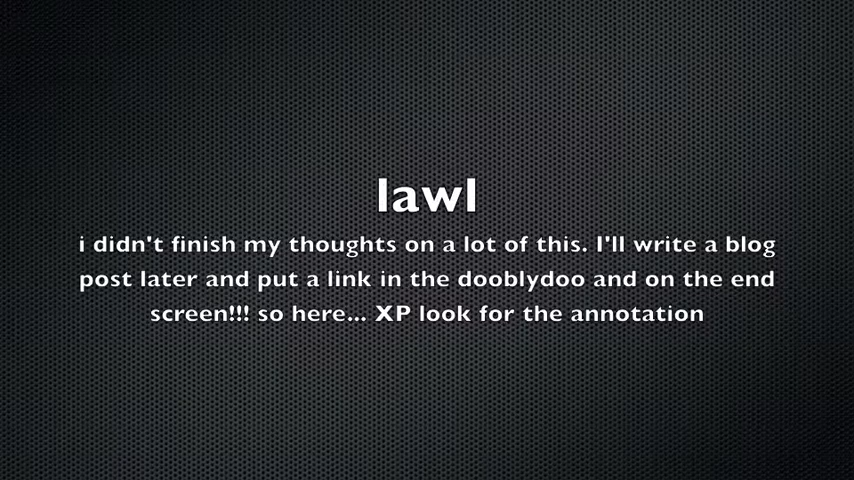 lawl
i didn't finish my thoughts on a lot of this. I'll write a blog
post later and put a link in the dooblydoo and on the end
screen!!! so here... XP look for the annotation